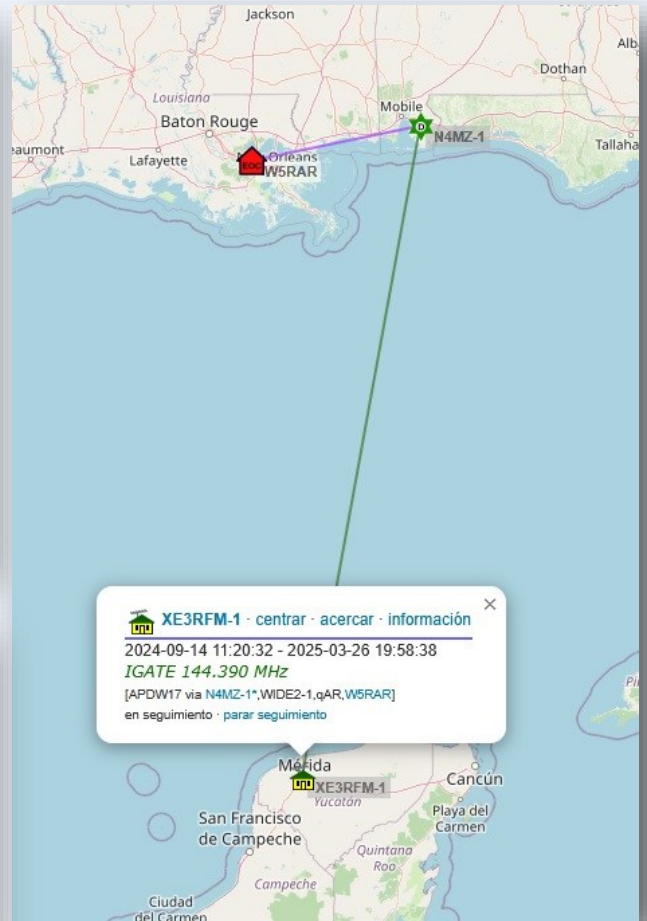 Jackson
Alb
Dothan
Louisiana
Mobile
Baton Rouge
N4MZ-1
Tallaha
eaumont
Lafayette
Orleans
EOC
W5RAR
D
XE3RFM-1 · centrar · acercar · información
×
2024-09-14 11:20:32 - 2025-03-26 19:58:38
IGATE 144.390 MHz
[APDW17 via N4MZ-1*,WIDE2-1,qAR,W5RAR]
en seguimiento · parar seguimiento
Pi
Mérida
XE3RFM-1
Cancún
Yucatán
Playa del
Carmen
San Francisco
de Campeche
Quintana
Roo
Campeche
Ciudad
del Carmen